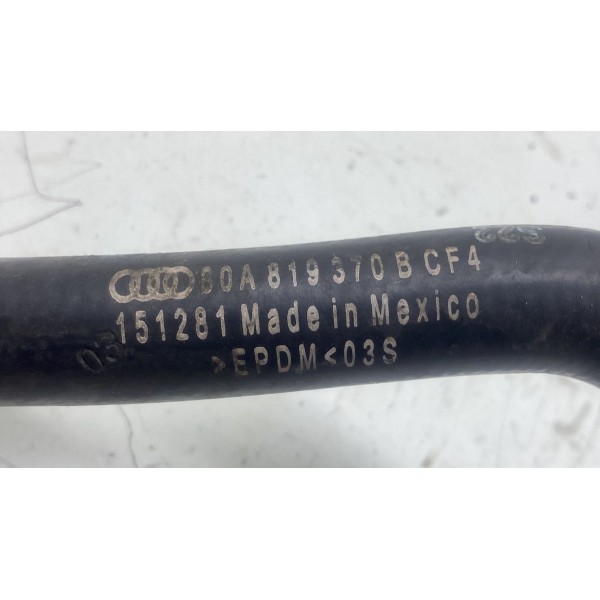 80A 819 370 B CF4
151281 Made in Mexico
>EPDM<03S